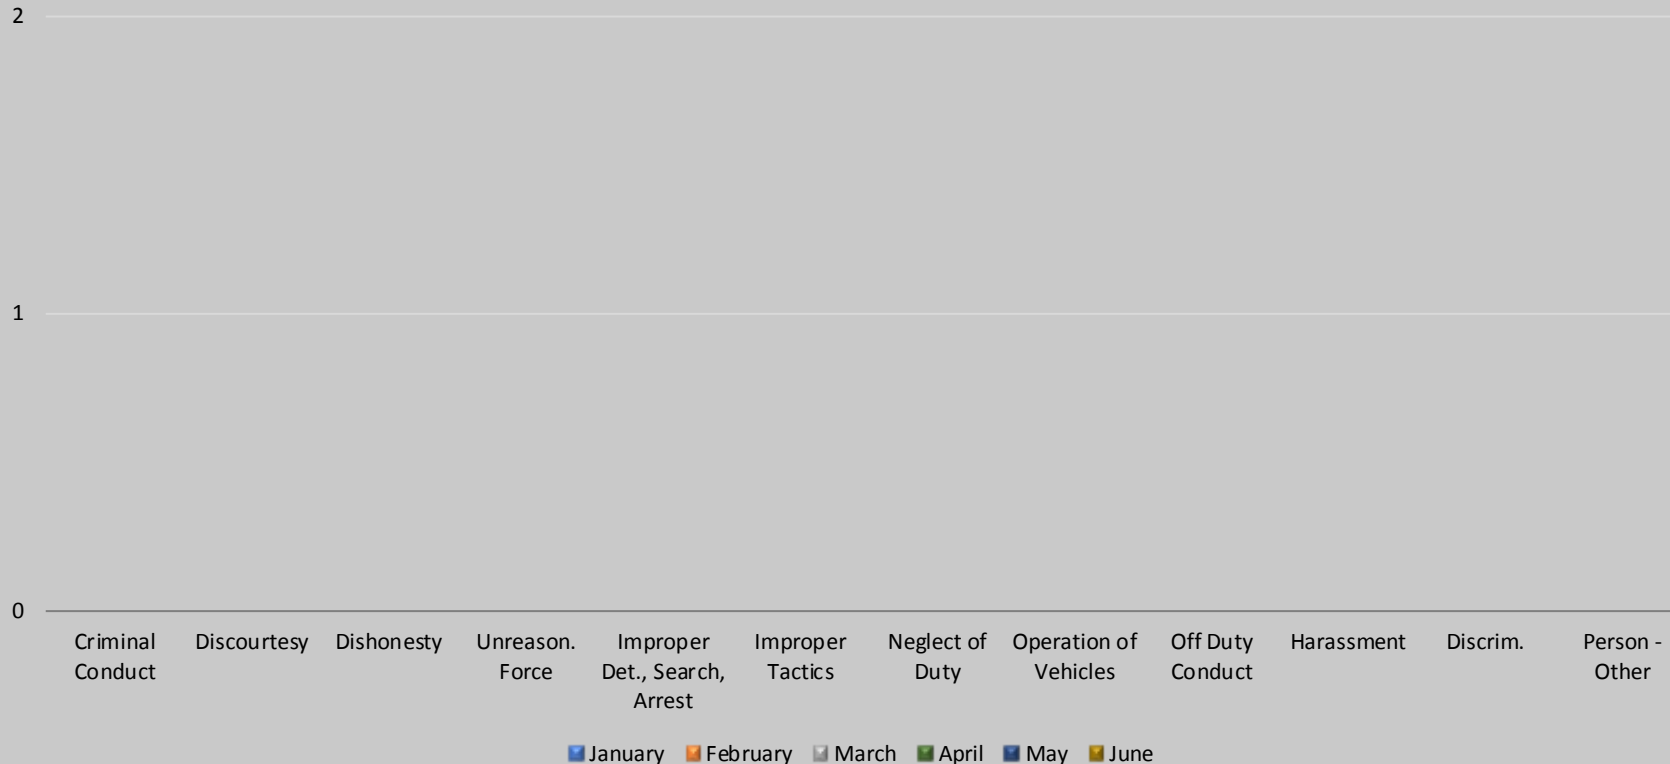 2
1
0
Criminal
Conduct
Discourtesy
Dishonesty
Unreason.
Force
Improper
Det., Search,
Arrest
Improper
Tactics
Neglect of
Duty
Operation of
Vehicles
Off Duty
Conduct
Harassment
Discrim.
Person -
Other
January February March April May June